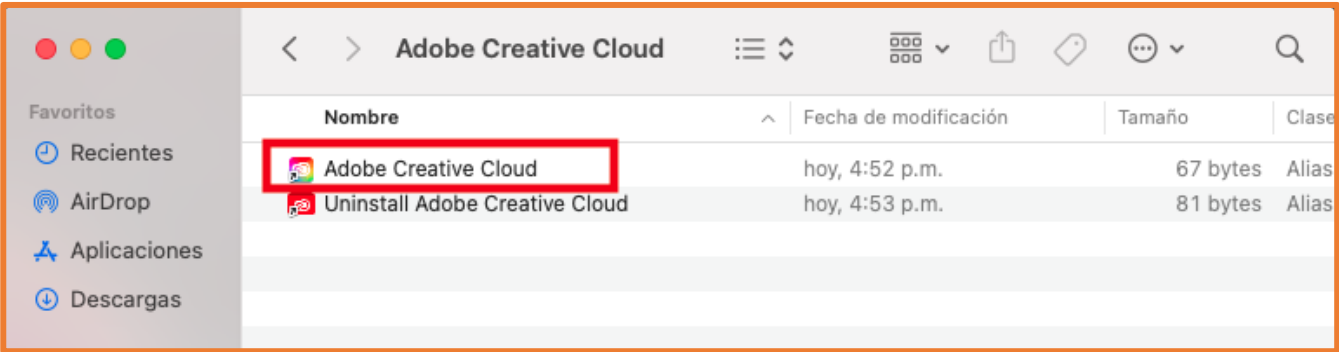 Adobe Creative Cloud
Favoritos
Recientes
AirDrop
Aplicaciones
Descargas
Nombre Fecha de modificación Tamaño Clase
Adobe Creative Cloud hoy, 4:52 p.m. 67 bytes Alias
Uninstall Adobe Creative Cloud hoy, 4:53 p.m. 81 bytes Alias